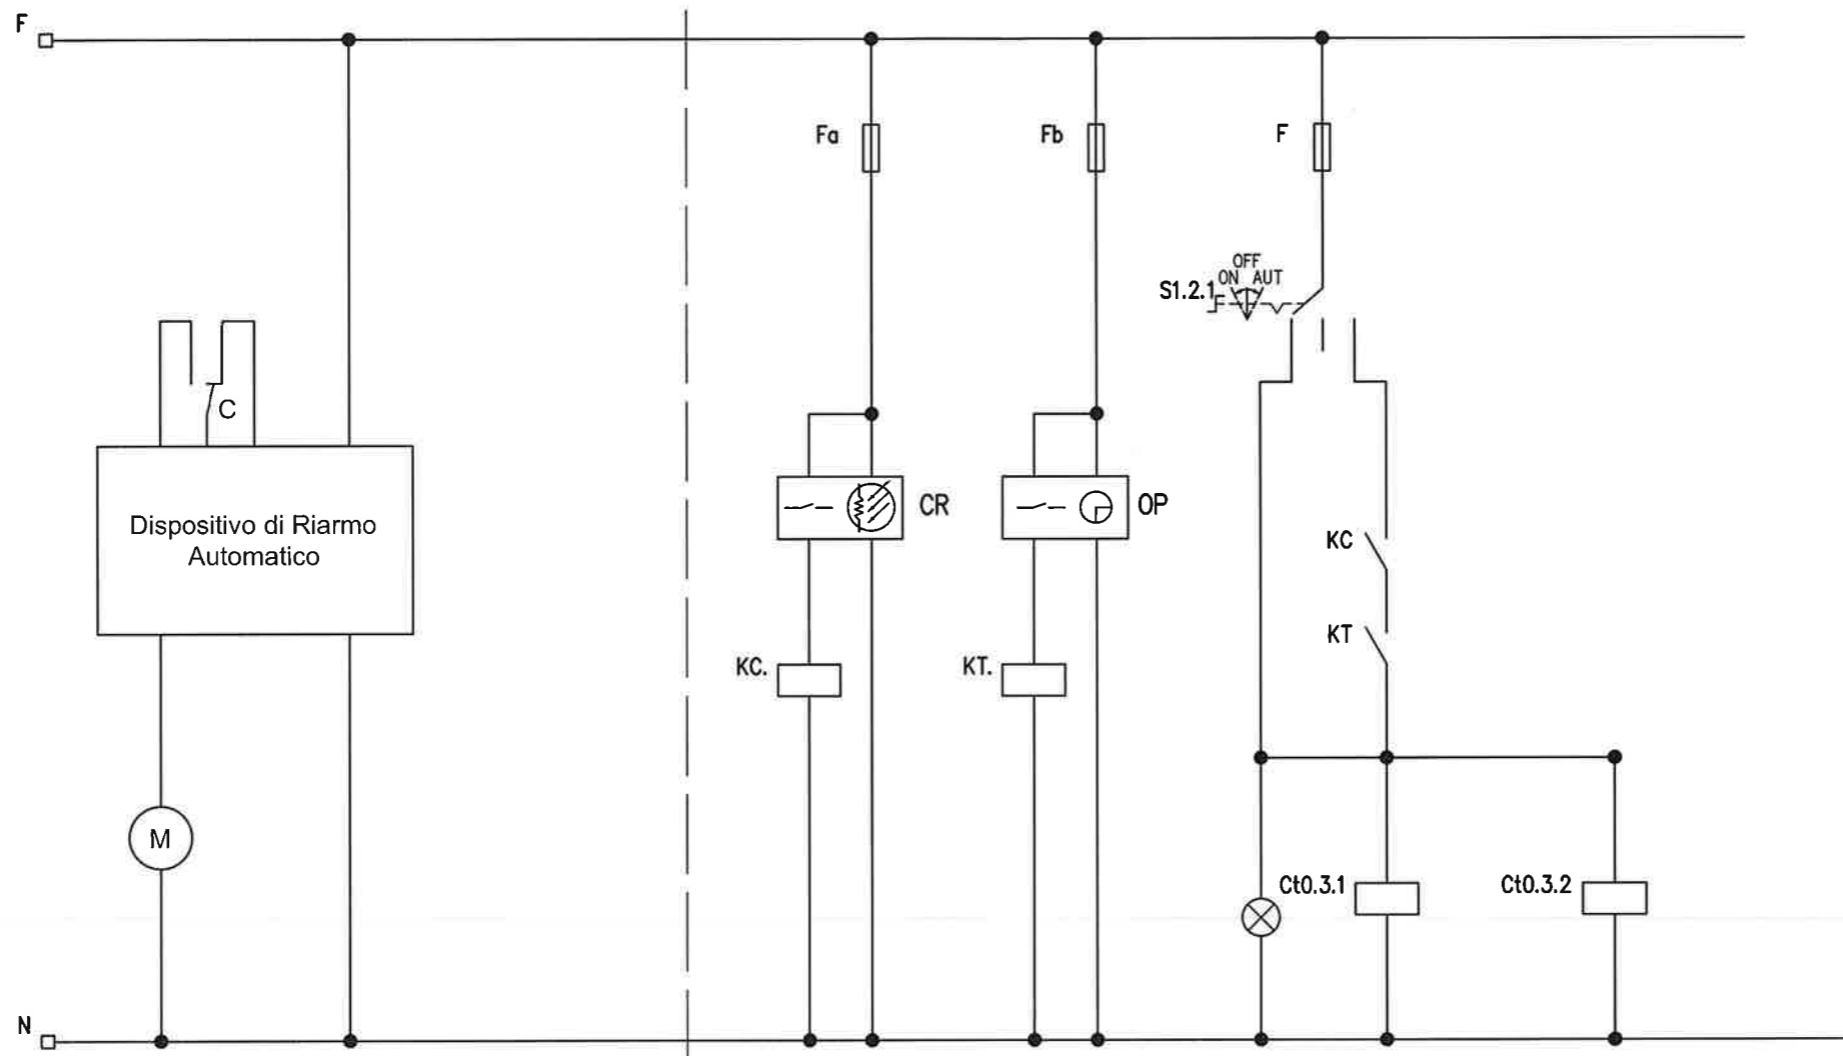 F
Fa
Fb
F
OFF
ON AUT
S1.2.1
C
Dispositivo di Riarmo
Automatico
CR
OP
KC
KT
KC.
KT.
M
Ct0.3.1
Ct0.3.2
N